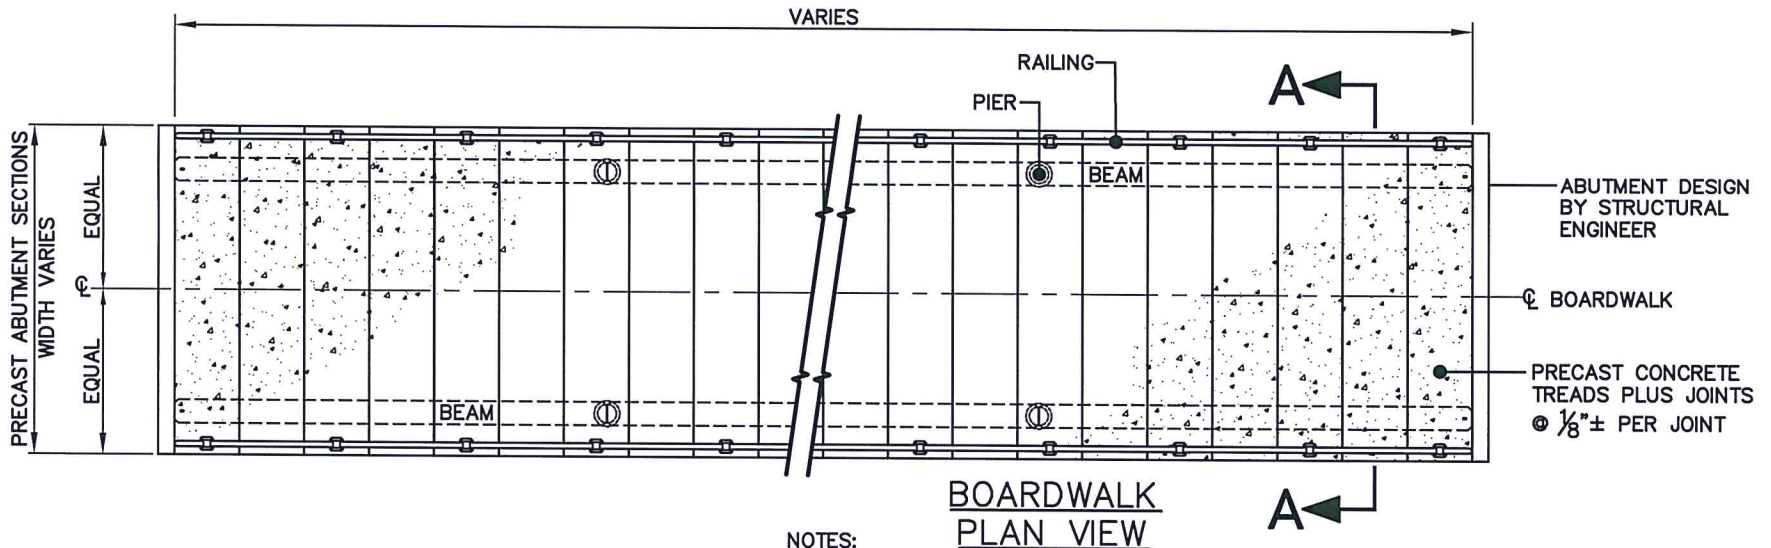 VARIES
RAILING
PIER
A
BEAM
PRECAST ABUTMENT SECTIONS
WIDTH VARIES
EQUAL
EQUAL
ABUTMENT DESIGN
BY STRUCTURAL
ENGINEER
℄
℄ BOARDWALK
PRECAST CONCRETE
TREADS PLUS JOINTS
@ 1/8"± PER JOINT
BEAM
A
BOARDWALK
PLAN VIEW
NOTES: